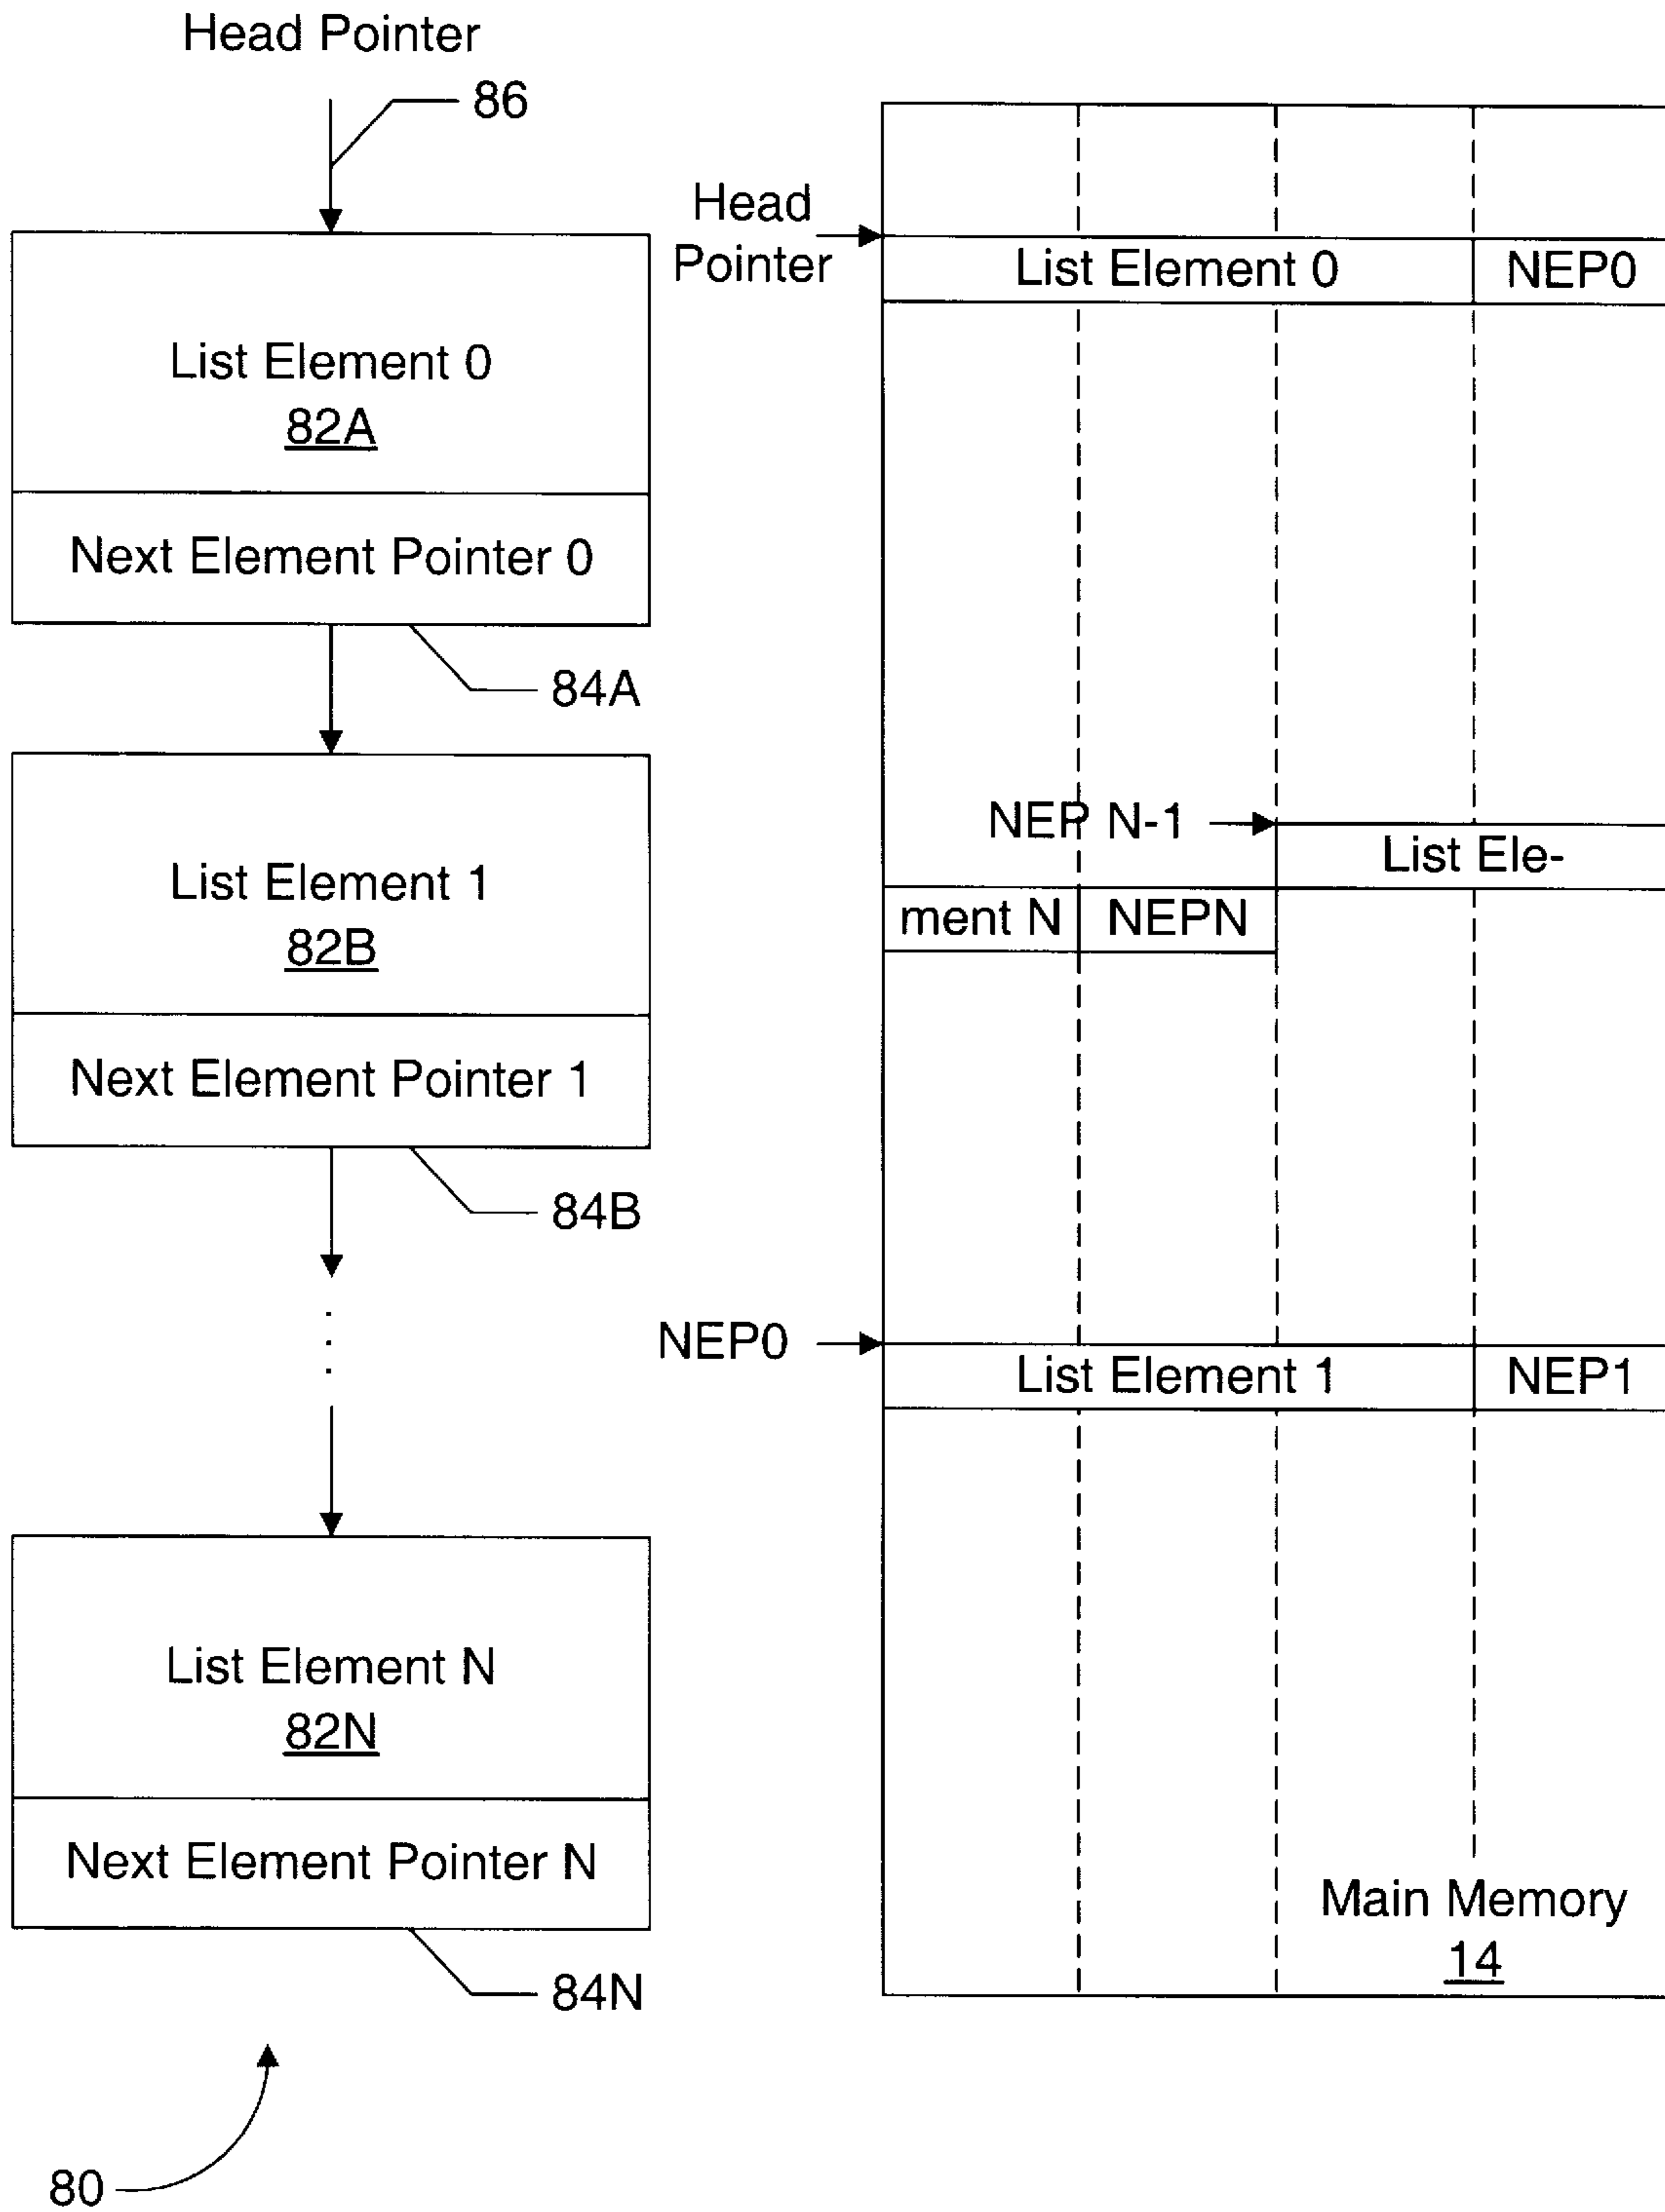 Head Pointer
86
List Element 0
82A
Next Element Pointer 0
84A
List Element 1
82B
Next Element Pointer 1
84B
List Element N
82N
Next Element Pointer N
84N
80
Head
Pointer
List Element 0 NEP0
NEP N-1
List Ele-
ment N NEPN
NEP0
List Element 1 NEP1
Main Memory
14